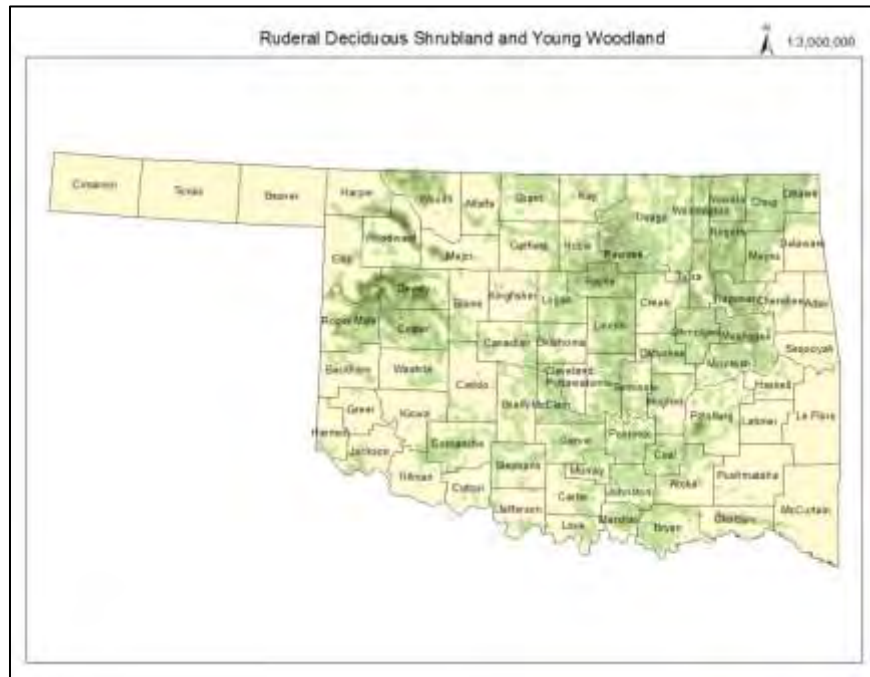 Ruderal Deciduous Shrubland and Young Woodland
1:3,000,000
Cimarron
Texas
Beaver
Harper
Woods
Alfalfa
Grant
Kay
Osage
Washington
Nowata
Craig
Ottawa
Woodward
Major
Garfield
Noble
Pawnee
Rogers
Mayes
Delaware
Ellis
Dewey
Blaine
Kingfisher
Logan
Payne
Creek
Tulsa
Wagoner
Cherokee
Adair
Roger Mills
Custer
Canadian
Oklahoma
Lincoln
Okmulgee
Muskogee
Sequoyah
Beckham
Washita
Caddo
Grady
McClain
Cleveland
Pottawatomie
Seminole
Okfuskee
Hughes
McIntosh
Haskell
Pittsburg
Latimer
Le Flore
Greer
Kiowa
Harmon
Jackson
Comanche
Tillman
Cotton
Stephens
Garvin
Murray
Pontotoc
Coal
Atoka
Pushmataha
McCurtain
Jefferson
Carter
Johnston
Love
Marshall
Bryan
Choctaw